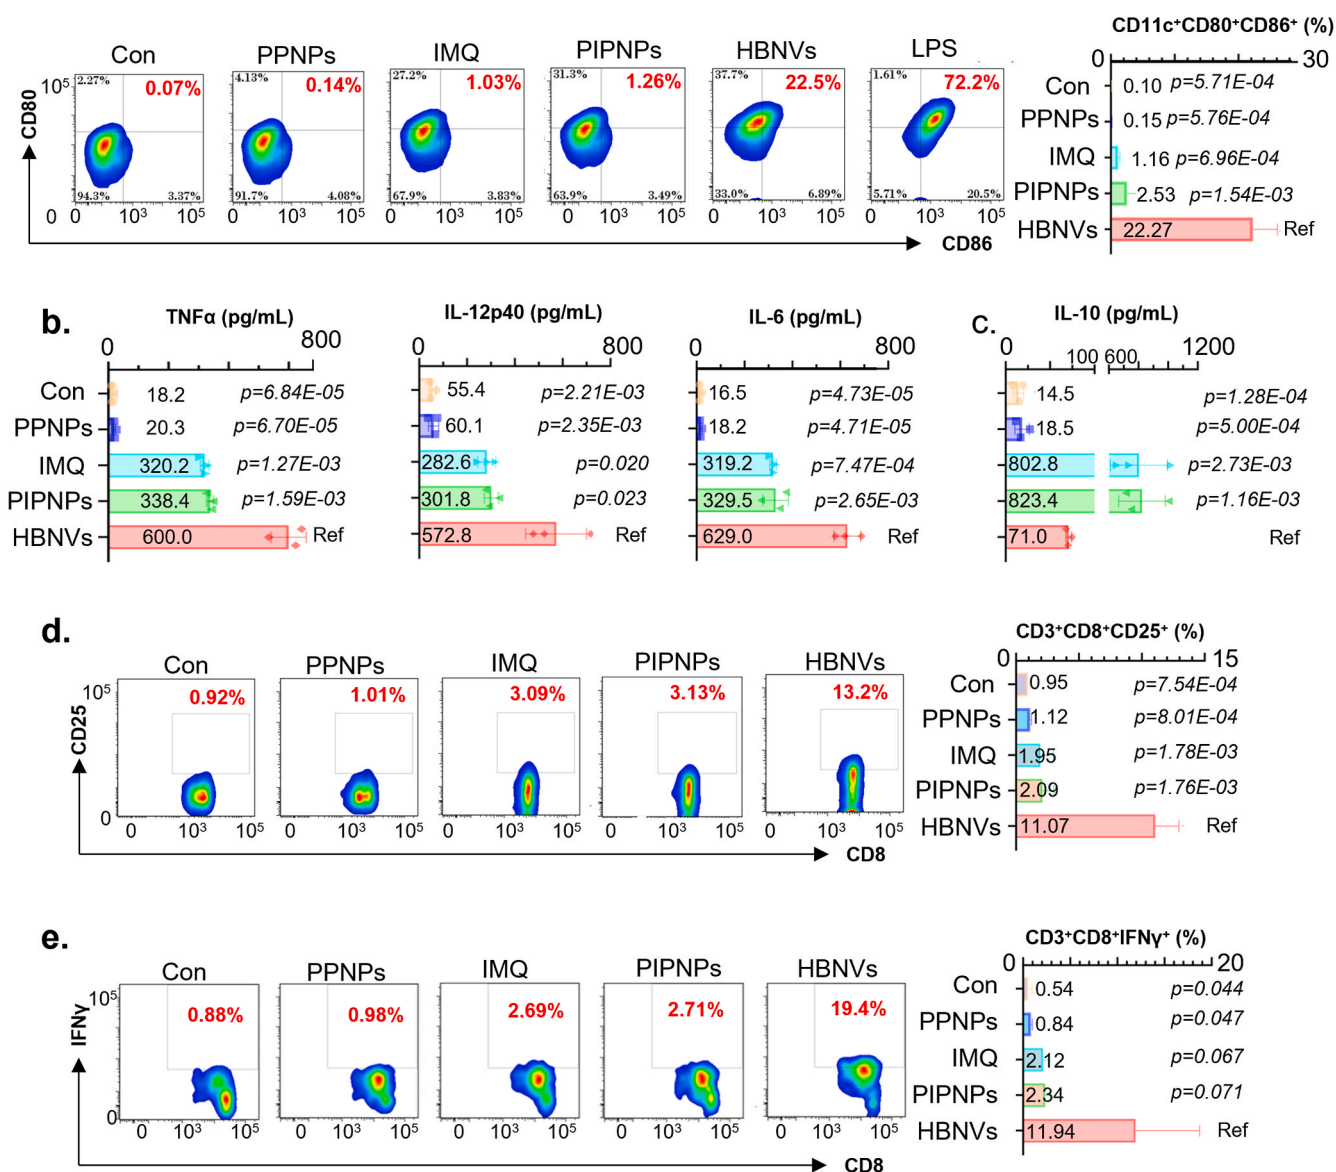 CD11c⁺CD80⁺CD86⁺ (%)
Con PPNPs IMQ PIPNPs HBNVs LPS
0 30
10⁵
CD80
2.27% 0.07%
94.3% 3.37%
4.13% 0.14%
91.7% 4.08%
27.2% 1.03%
67.9% 3.83%
31.3% 1.26%
63.9% 3.49%
37.7% 22.5%
33.0% 6.89%
1.61% 72.2%
5.71% 20.5%
0 0 10³ 10⁵ 0 10³ 10⁵ 0 10³ 10⁵ 0 10³ 10⁵ 0 10³ 10⁵ 0 10³ 10⁵
CD86
Con 0.10 p=5.71E-04
PPNPs 0.15 p=5.76E-04
IMQ 1.16 p=6.96E-04
PIPNPs 2.53 p=1.54E-03
HBNVs 22.27 Ref
b.
TNFα (pg/mL)
0 800
Con 18.2 p=6.84E-05
PPNPs 20.3 p=6.70E-05
IMQ 320.2 p=1.27E-03
PIPNPs 338.4 p=1.59E-03
HBNVs 600.0 Ref
IL-12p40 (pg/mL)
0 800
55.4 p=2.21E-03
60.1 p=2.35E-03
282.6 p=0.020
301.8 p=0.023
572.8 Ref
IL-6 (pg/mL)
0 800
16.5 p=4.73E-05
18.2 p=4.71E-05
319.2 p=7.47E-04
329.5 p=2.65E-03
629.0 Ref
c.
IL-10 (pg/mL)
0 100 600 1200
14.5 p=1.28E-04
18.5 p=5.00E-04
802.8 p=2.73E-03
823.4 p=1.16E-03
71.0 Ref
d.
Con PPNPs IMQ PIPNPs HBNVs
10⁵ 0.92% 1.01% 3.09% 3.13% 13.2%
CD25
0
0 10³ 10⁵ 0 10³ 10⁵ 0 10³ 10⁵ 0 10³ 10⁵ 0 10³ 10⁵
CD8
CD3⁺CD8⁺CD25⁺ (%)
0 15
Con 0.95 p=7.54E-04
PPNPs 1.12 p=8.01E-04
IMQ 1.95 p=1.78E-03
PIPNPs 2.09 p=1.76E-03
HBNVs 11.07 Ref
e.
Con PPNPs IMQ PIPNPs HBNVs
10⁵ 0.88% 0.98% 2.69% 2.71% 19.4%
IFNγ
0
0 10³ 10⁵ 0 10³ 10⁵ 0 10³ 10⁵ 0 10³ 10⁵ 0 10³ 10⁵
CD8
CD3⁺CD8⁺IFNγ⁺ (%)
0 20
Con 0.54 p=0.044
PPNPs 0.84 p=0.047
IMQ 2.12 p=0.067
PIPNPs 2.34 p=0.071
HBNVs 11.94 Ref